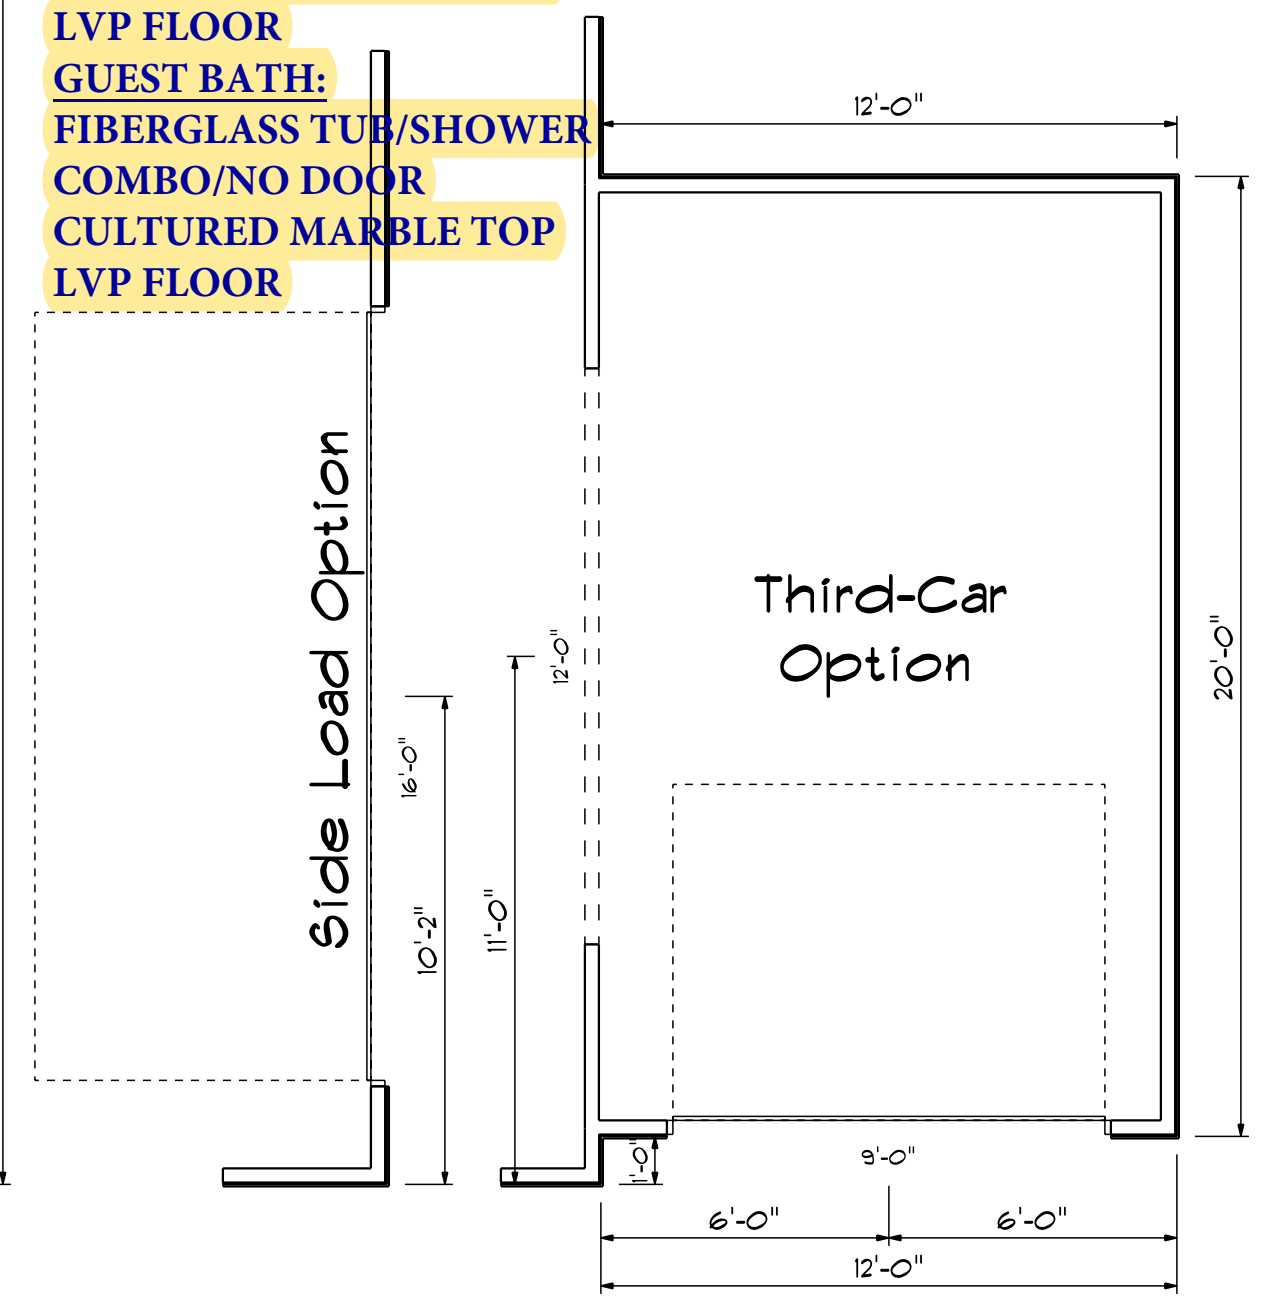 LVP FLOOR
GUEST BATH:
FIBERGLASS TUB/SHOWER
COMBO/NO DOOR
CULTURED MARBLE TOP
LVP FLOOR
12'-0"
Side Load Option
Third-Car
Option
12'-0"
20'-0"
16'-0"
10'-2"
11'-0"
1'-0"
9'-0"
6'-0"
6'-0"
12'-0"